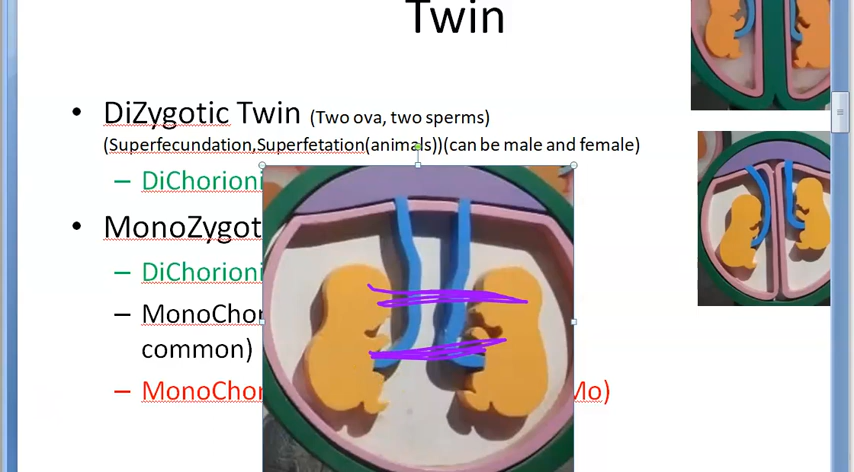 Twin
• DiZygotic Twin (Two ova, two sperms)
(Superfecundation,Superfetation(animals))(can be male and female)
– DiChorioni
• MonoZygot
– DiChorioni
– MonoChor
common)
– MonoChor Mo)